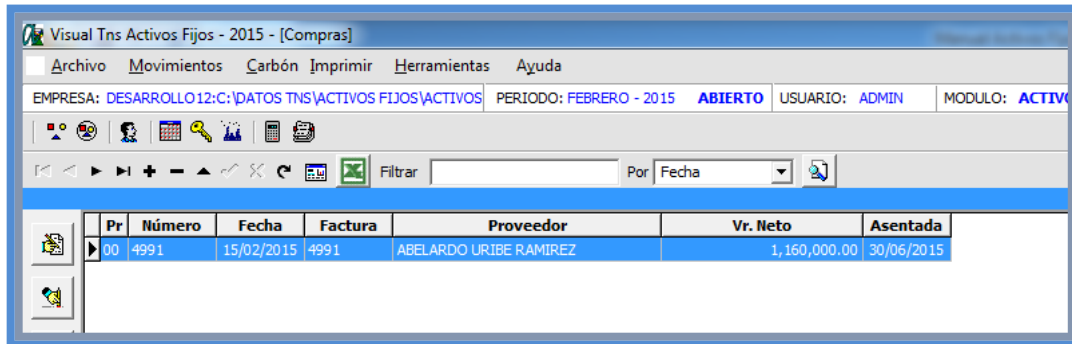 Visual Tns Activos Fijos - 2015 - [Compras]
Archivo Movimientos Carbón Imprimir Herramientas Ayuda
EMPRESA: DESARROLLO12:C:\DATOS TNS\ACTIVOS FIJOS\ACTIVOS PERIODO: FEBRERO - 2015 ABIERTO USUARIO: ADMIN MODULO: ACTIV
Filtrar Por Fecha
Pr Número Fecha Factura Proveedor Vr. Neto Asentada
00 4991 15/02/2015 4991 ABELARDO URIBE RAMIREZ 1,160,000.00 30/06/2015